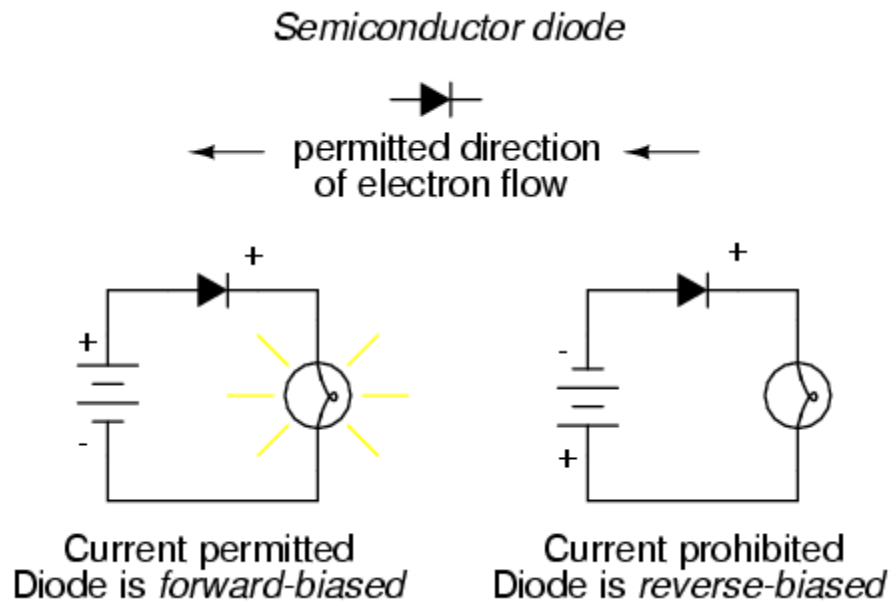 Semiconductor diode
permitted direction
of electron flow
+
+
-
Current permitted
Diode is forward-biased
+
-
+
Current prohibited
Diode is reverse-biased